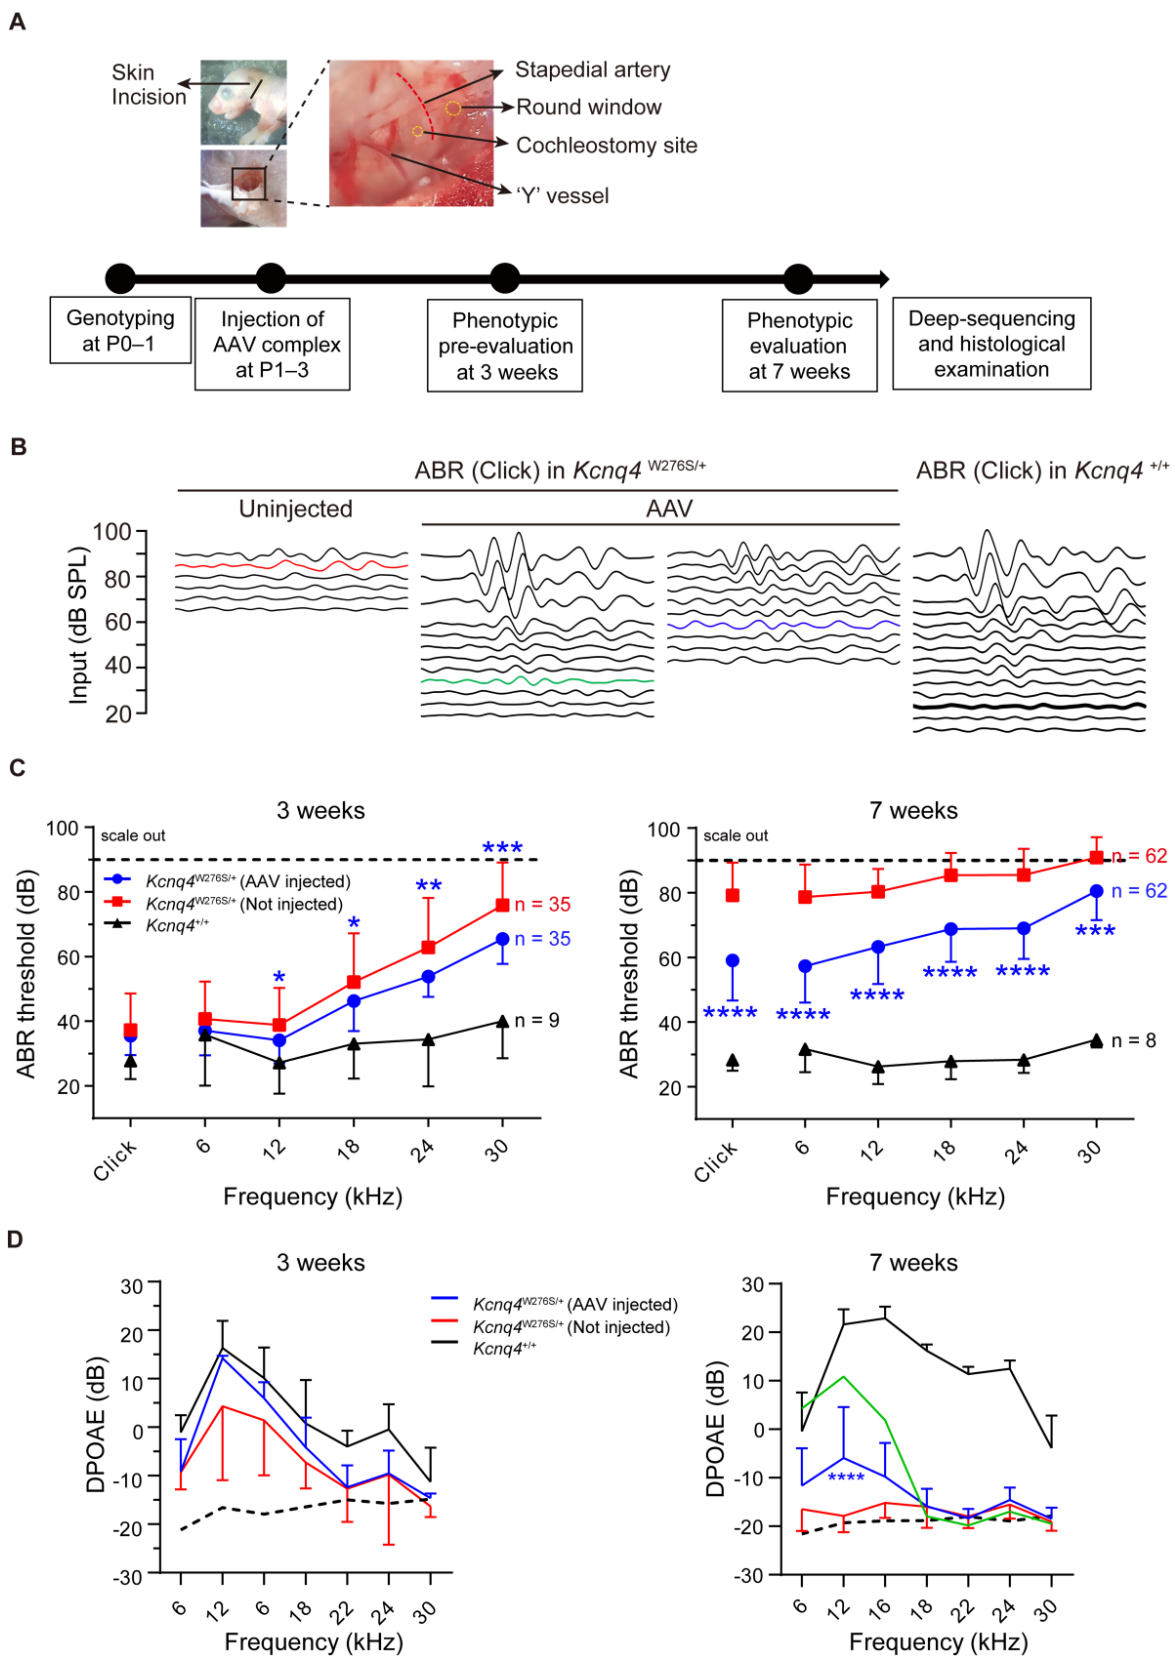 A
Skin
Incision
Stapedial artery
Round window
Cochleostomy site
‘Y’ vessel
Genotyping
at P0–1
Injection of
AAV complex
at P1–3
Phenotypic
pre-evaluation
at 3 weeks
Phenotypic
evaluation
at 7 weeks
Deep-sequencing
and histological
examination
B
ABR (Click) in Kcnq4 W276S/+
ABR (Click) in Kcnq4 +/+
Uninjected
AAV
Input (dB SPL)
100
80
60
40
20
C
3 weeks
ABR threshold (dB)
100
80
60
40
20
scale out
Kcnq4W276S/+ (AAV injected)
Kcnq4W276S/+ (Not injected)
Kcnq4+/+
*
*
**
***
n = 35
n = 35
n = 9
Click
6
12
18
24
30
Frequency (kHz)
7 weeks
ABR threshold (dB)
100
80
60
40
20
scale out
n = 62
n = 62
n = 8
****
****
****
****
****
***
Click
6
12
18
24
30
Frequency (kHz)
D
3 weeks
DPOAE (dB)
30
20
10
0
-10
-20
-30
Kcnq4W276S/+ (AAV injected)
Kcnq4W276S/+ (Not injected)
Kcnq4+/+
6
12
6
18
22
24
30
Frequency (kHz)
7 weeks
DPOAE (dB)
30
20
10
0
-10
-20
-30
****
6
12
16
18
22
24
30
Frequency (kHz)